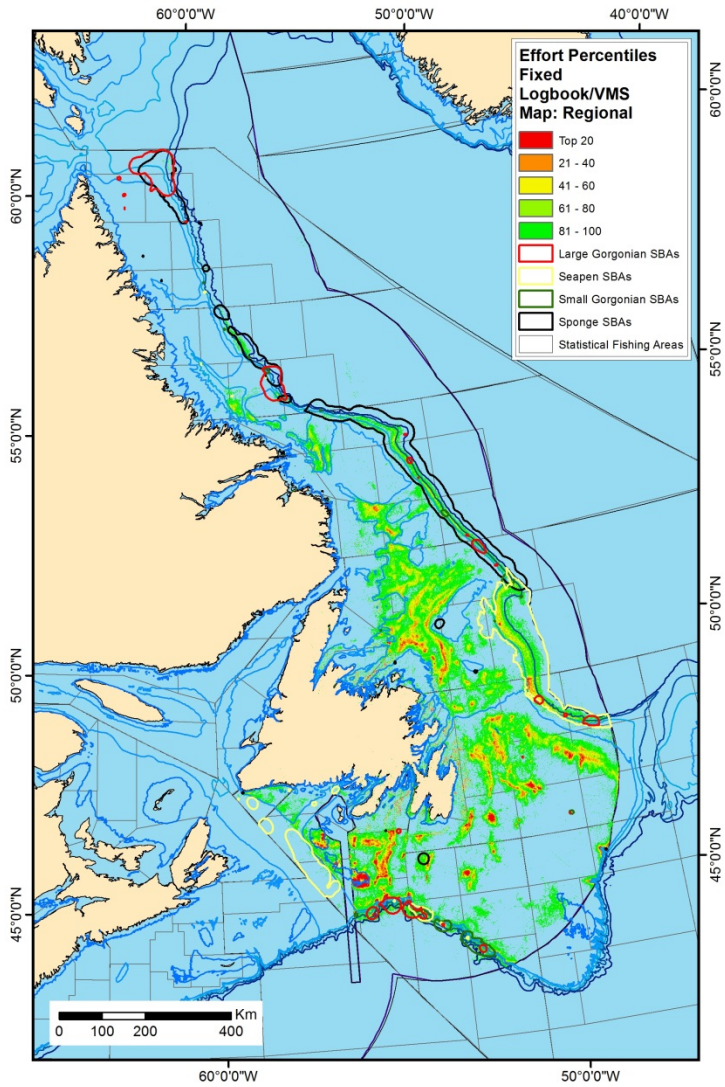 60°0'0"W 50°0'0"W 40°0'0"W
Effort Percentiles
Fixed
Logbook/VMS
Map: Regional
Top 20
21 - 40
41 - 60
61 - 80
81 - 100
Large Gorgonian SBAs
Seapen SBAs
Small Gorgonian SBAs
Sponge SBAs
Statistical Fishing Areas
60°0'0"N
55°0'0"N
50°0'0"N
45°0'0"N
60°0'0"N
55°0'0"N
50°0'0"N
45°0'0"N
Km
0 100 200 400
60°0'0"W 50°0'0"W